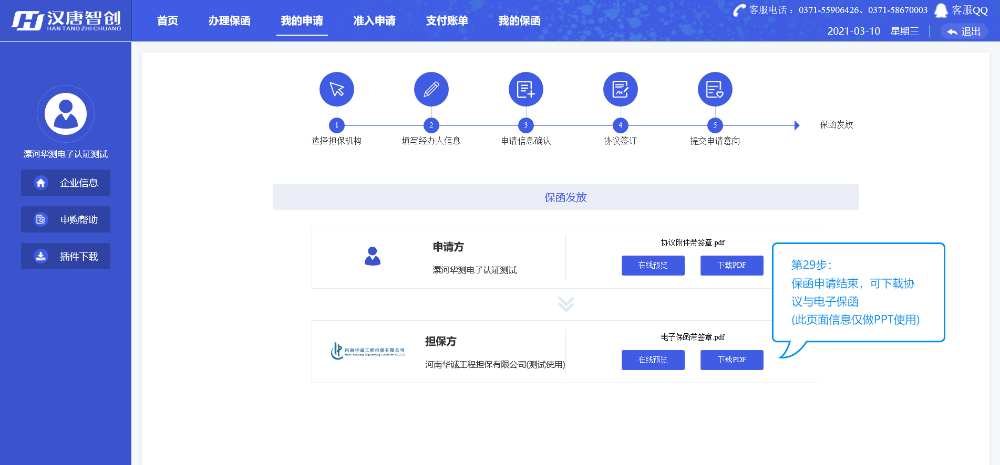 汉唐智创
HAN TANG ZHI CHUANG
首页
办理保函
我的申请
准入申请
支付账单
我的保函
客服电话：0371-55906426、0371-58670003
客服QQ
2021-03-10 星期三
退出
漯河华测电子认证测试
企业信息
申购帮助
插件下载
1
2
3
4
5
保函发放
选择担保机构
填写经办人信息
申请信息确认
协议签订
提交申请意向
保函发放
申请方
漯河华测电子认证测试
协议附件带签章.pdf
在线预览
下载PDF
第29步：
保函申请结束，可下载协
议与电子保函
(此页面信息仅做PPT使用)
河南华诚工程担保有限公司
Henan Huacheng Engineering Guarantee Co.,Ltd.
担保方
河南华诚工程担保有限公司(测试使用)
电子保函带签章.pdf
在线预览
下载PDF